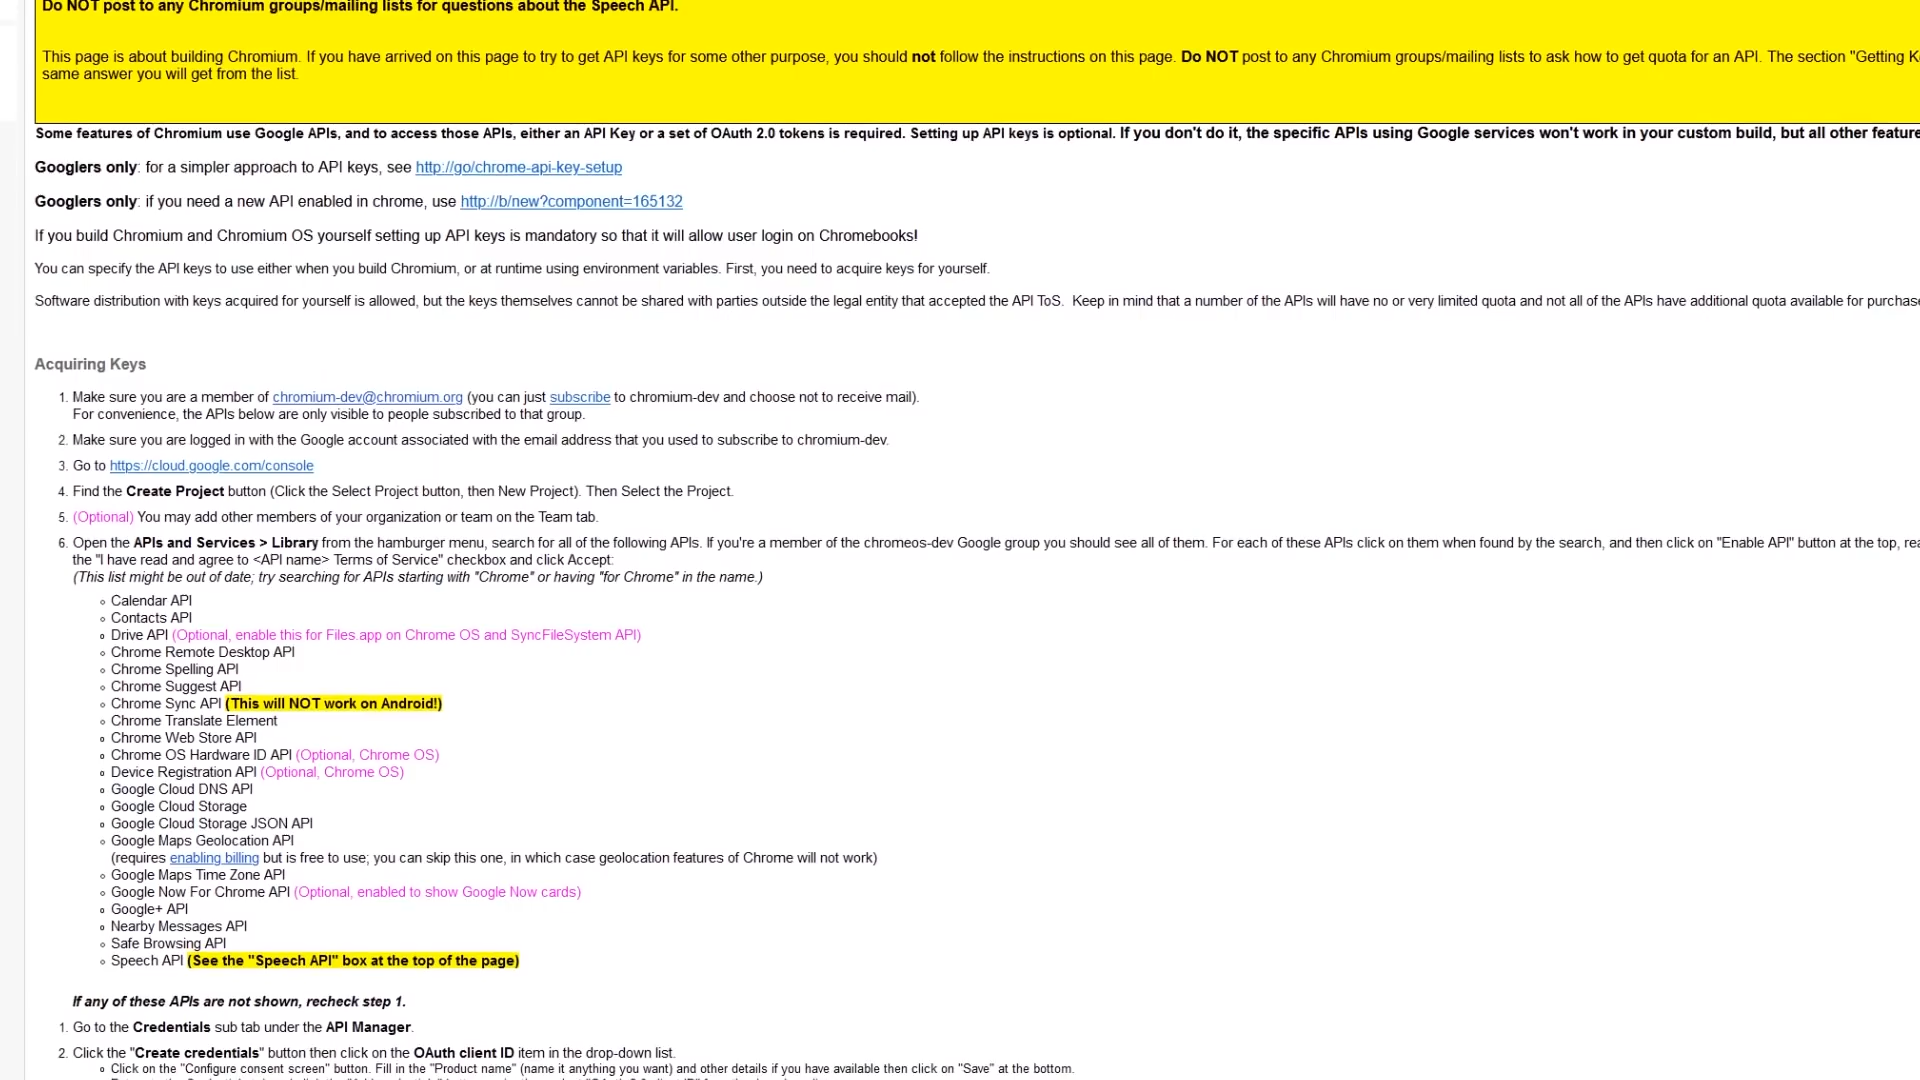 Do NOT post to any Chromium groups/mailing lists for questions about the Speech API.
This page is about building Chromium. If you have arrived on this page to try to get API keys for some other purpose, you should not follow the instructions on this page. Do NOT post to any Chromium groups/mailing lists to ask how to get quota for an API. The section "Getting K
same answer you will get from the list.
Some features of Chromium use Google APIs, and to access those APIs, either an API Key or a set of OAuth 2.0 tokens is required. Setting up API keys is optional. If you don't do it, the specific APIs using Google services won't work in your custom build, but all other feature
Googlers only: for a simpler approach to API keys, see http://go/chrome-api-key-setup
Googlers only: if you need a new API enabled in chrome, use http://b/new?component=165132
If you build Chromium and Chromium OS yourself setting up API keys is mandatory so that it will allow user login on Chromebooks!
You can specify the API keys to use either when you build Chromium, or at runtime using environment variables. First, you need to acquire keys for yourself.
Software distribution with keys acquired for yourself is allowed, but the keys themselves cannot be shared with parties outside the legal entity that accepted the API ToS. Keep in mind that a number of the APIs will have no or very limited quota and not all of the APIs have additional quota available for purchase
Acquiring Keys
1. Make sure you are a member of chromium-dev@chromium.org (you can just subscribe to chromium-dev and choose not to receive mail).
For convenience, the APIs below are only visible to people subscribed to that group.
2. Make sure you are logged in with the Google account associated with the email address that you used to subscribe to chromium-dev.
3. Go to https://cloud.google.com/console
4. Find the Create Project button (Click the Select Project button, then New Project). Then Select the Project.
5. (Optional) You may add other members of your organization or team on the Team tab.
6. Open the APIs and Services > Library from the hamburger menu, search for all of the following APIs. If you're a member of the chromeos-dev Google group you should see all of them. For each of these APIs click on them when found by the search, and then click on "Enable API" button at the top, rea
the "I have read and agree to <API name> Terms of Service" checkbox and click Accept:
(This list might be out of date; try searching for APIs starting with "Chrome" or having "for Chrome" in the name.)
Calendar API
Contacts API
Drive API (Optional, enable this for Files.app on Chrome OS and SyncFileSystem API)
Chrome Remote Desktop API
Chrome Spelling API
Chrome Suggest API
Chrome Sync API (This will NOT work on Android!)
Chrome Translate Element
Chrome Web Store API
Chrome OS Hardware ID API (Optional, Chrome OS)
Device Registration API (Optional, Chrome OS)
Google Cloud DNS API
Google Cloud Storage
Google Cloud Storage JSON API
Google Maps Geolocation API
(requires enabling billing but is free to use; you can skip this one, in which case geolocation features of Chrome will not work)
Google Maps Time Zone API
Google Now For Chrome API (Optional, enabled to show Google Now cards)
Google+ API
Nearby Messages API
Safe Browsing API
Speech API (See the "Speech API" box at the top of the page)
If any of these APIs are not shown, recheck step 1.
1. Go to the Credentials sub tab under the API Manager.
2. Click the "Create credentials" button then click on the OAuth client ID item in the drop-down list.
Click on the "Configure consent screen" button. Fill in the "Product name" (name it anything you want) and other details if you have available then click on "Save" at the bottom.